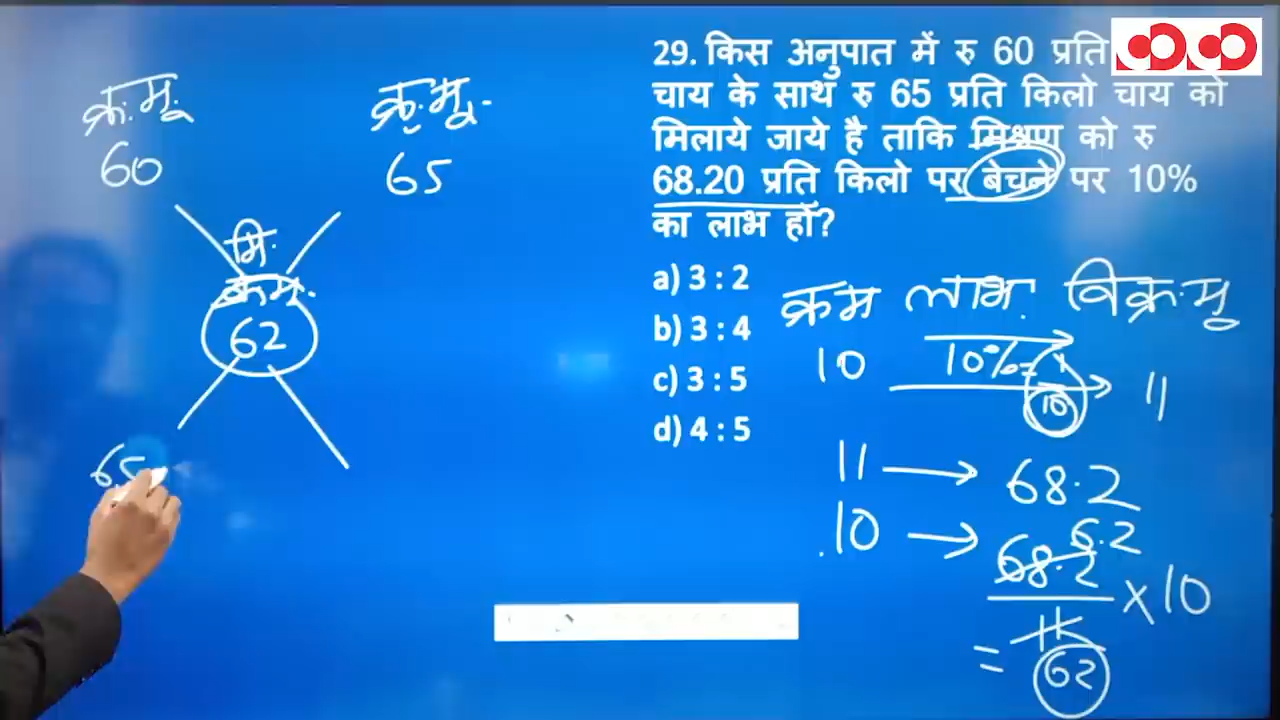 29. किस अनुपात में रु 60 प्रति
चाय के साथ रु 65 प्रति किलो चाय को
मिलाये जाये है ताकि मिश्रण को रु
68.20 प्रति किलो पर बेचने पर 10%
का लाभ हो?
a) 3 : 2
b) 3 : 4
c) 3 : 5
d) 4 : 5
क्र.मू. क्र.मू.
60 65
मि.
क्र.मू.
62
65
क्रम लाभ. विक्र.मू
10 10%= 1/10 11
11 → 68.2
10 → 68.2/11 × 10
6.2
= 62